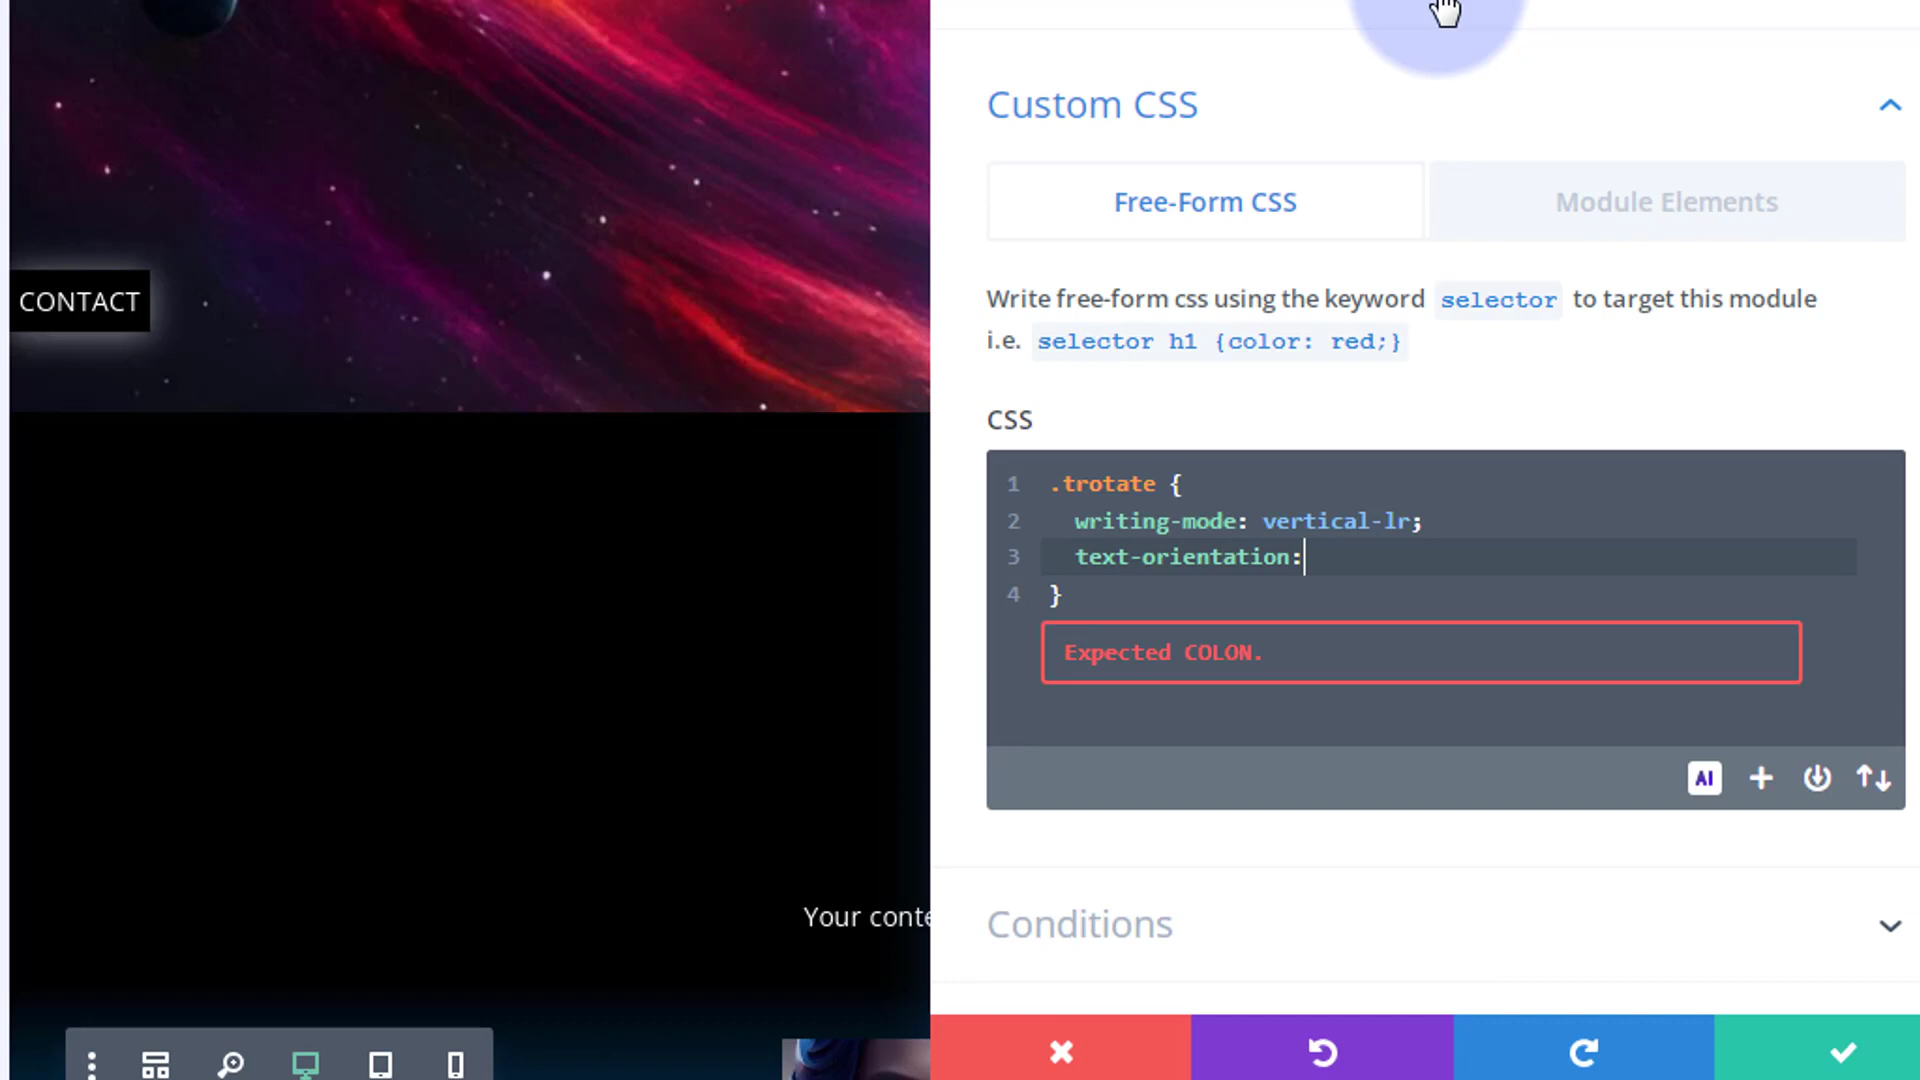 Custom CSS
Free-Form CSS
Module Elements
Write free-form css using the keyword selector to target this module
i.e. selector h1 {color: red;}
CONTACT
CSS
1 .trotate {
2 writing-mode: vertical-lr;
3 text-orientation:
4 }
Expected COLON.
AI
Your conte
Conditions